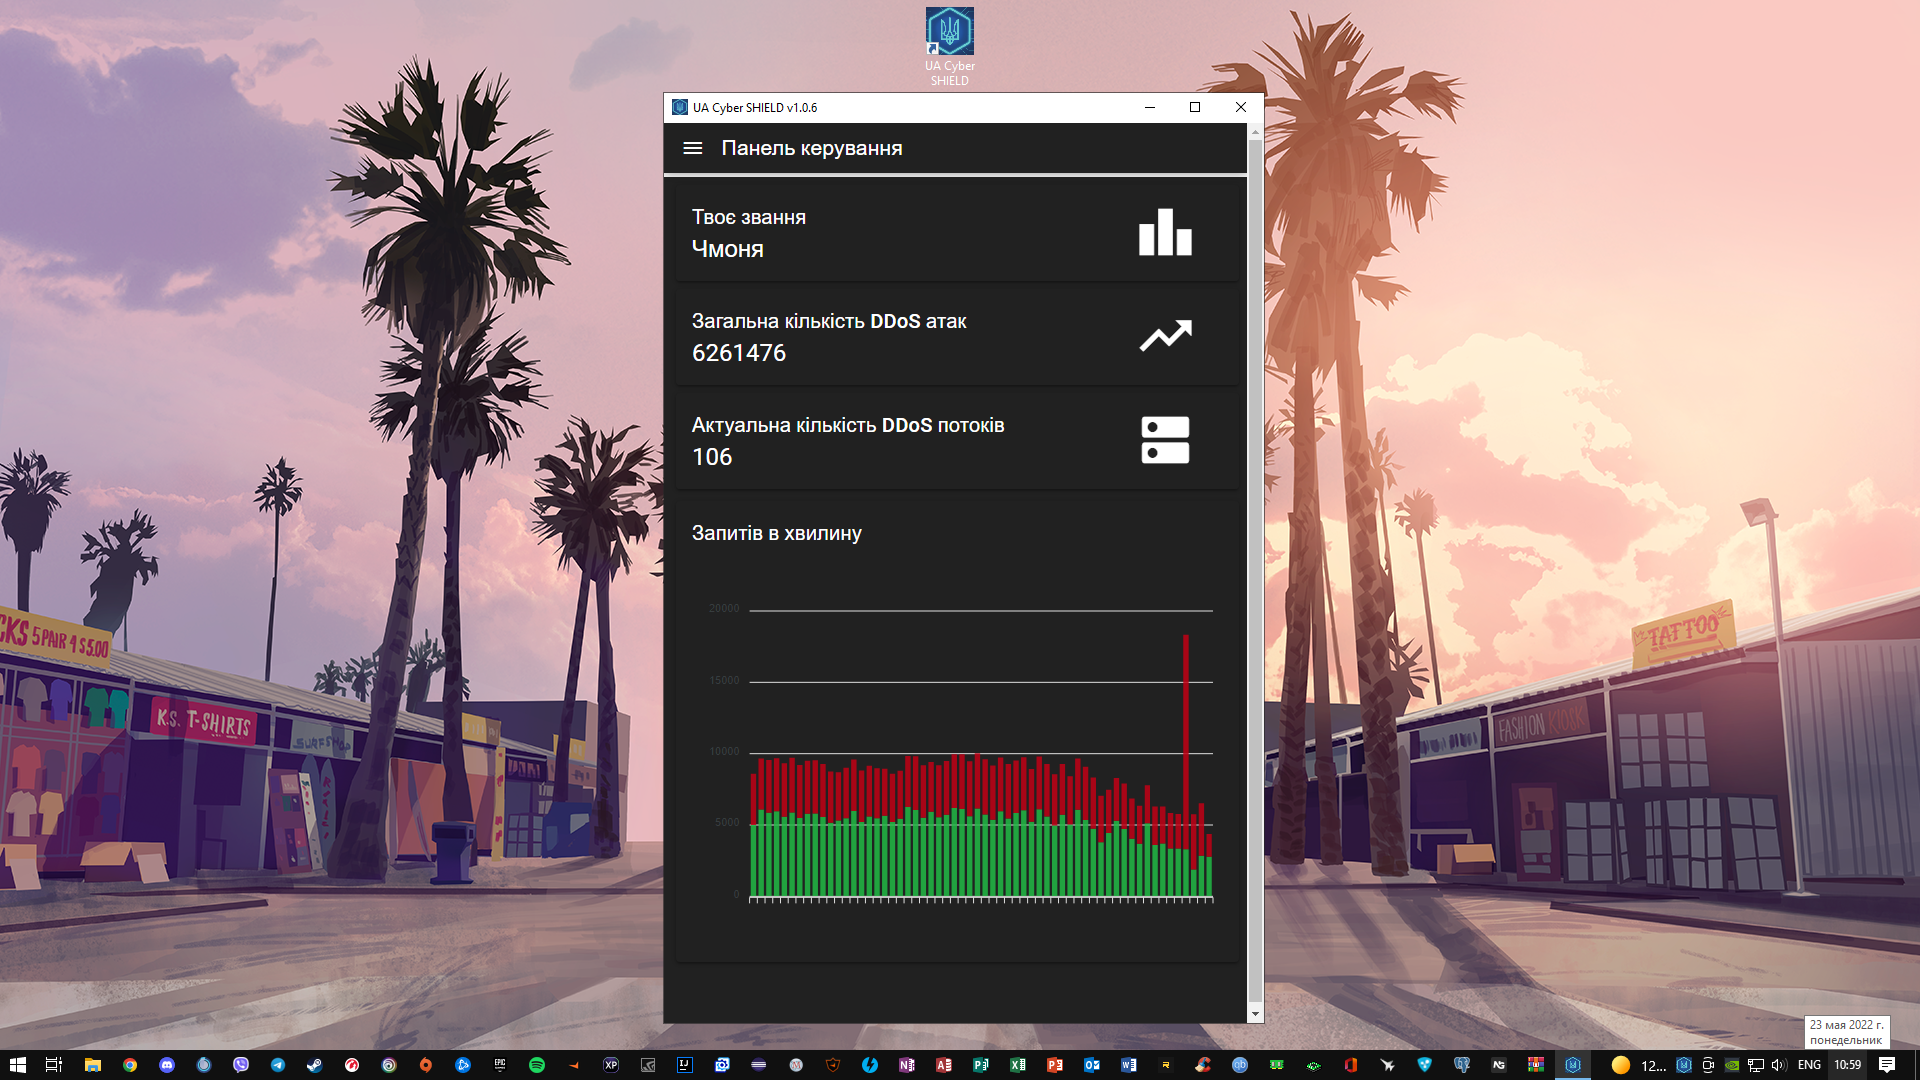 UA Cyber
SHIELD
UA Cyber SHIELD v1.0.6
Панель керування
Твоє звання
Чмоня
Загальна кількість DDoS атак
6261476
Актуальна кількість DDoS потоків
106
Запитів в хвилину
20000
15000
10000
5000
0
CKS 5 PAIR 4 $5.00
K.S. T-SHIRTS
SURFSHOP
TATTOO
FASHION KIOSK
23 мая 2022 г.
понедельник
12...
ENG
10:59